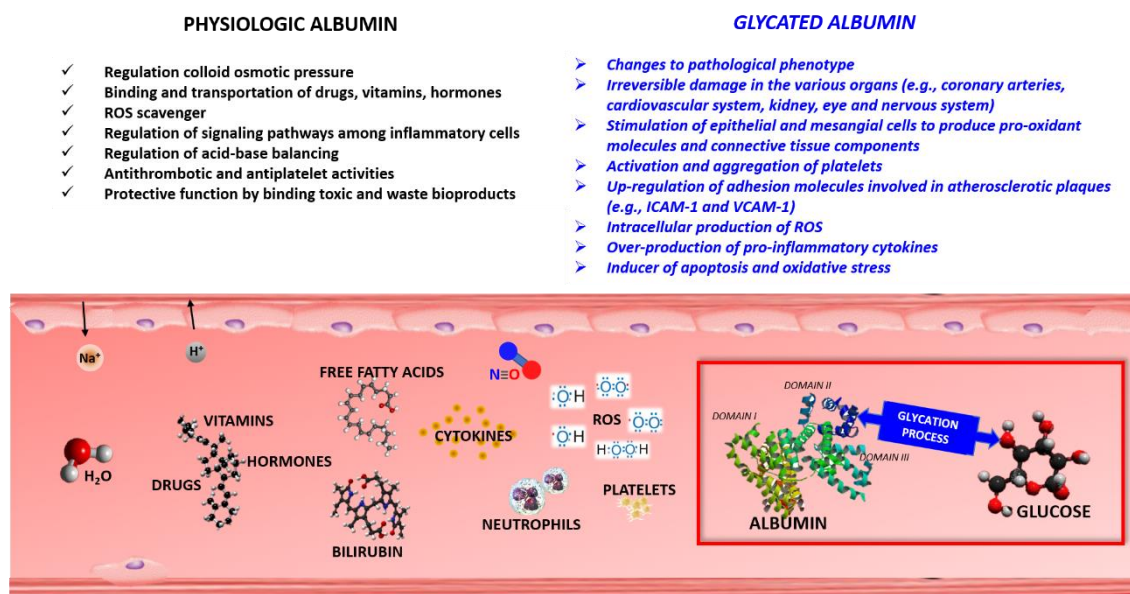 PHYSIOLOGIC ALBUMIN
✓ Regulation colloid osmotic pressure
✓ Binding and transportation of drugs, vitamins, hormones
✓ ROS scavenger
✓ Regulation of signaling pathways among inflammatory cells
✓ Regulation of acid-base balancing
✓ Antithrombotic and antiplatelet activities
✓ Protective function by binding toxic and waste bioproducts
GLYCATED ALBUMIN
➢ Changes to pathological phenotype
➢ Irreversible damage in the various organs (e.g., coronary arteries,
cardiovascular system, kidney, eye and nervous system)
➢ Stimulation of epithelial and mesangial cells to produce pro-oxidant
molecules and connective tissue components
➢ Activation and aggregation of platelets
➢ Up-regulation of adhesion molecules involved in atherosclerotic plaques
(e.g., ICAM-1 and VCAM-1)
➢ Intracellular production of ROS
➢ Over-production of pro-inflammatory cytokines
➢ Inducer of apoptosis and oxidative stress
Na⁺
H⁺
H₂O
VITAMINS
HORMONES
DRUGS
FREE FATTY ACIDS
BILIRUBIN
CYTOKINES
N≡O
O H
O O
ROS
O O
O H
H O O H
NEUTROPHILS
PLATELETS
DOMAIN II
DOMAIN I
DOMAIN III
ALBUMIN
GLYCATION
PROCESS
GLUCOSE